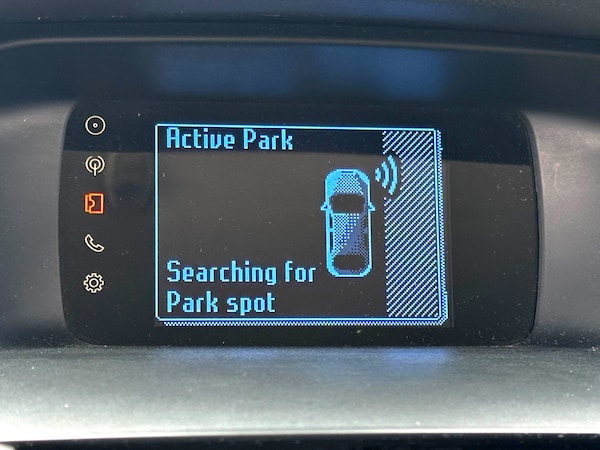 Active Park
Searching for
Park spot